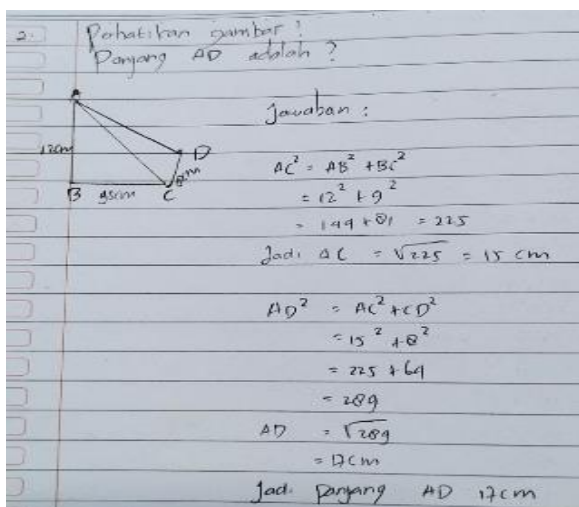 2.
Perhatikan gambar !
Panjang AD adalah ?
A
Jawaban :
12cm
D
8cm
B
9cm
C
AC² = AB² + BC²
= 12² + 9²
= 144 + 81 = 225
Jadi AC = √225 = 15 cm
AD² = AC² + CD²
= 15² + 8²
= 225 + 64
= 289
AD = √289
= 17cm
Jadi panjang AD 17cm